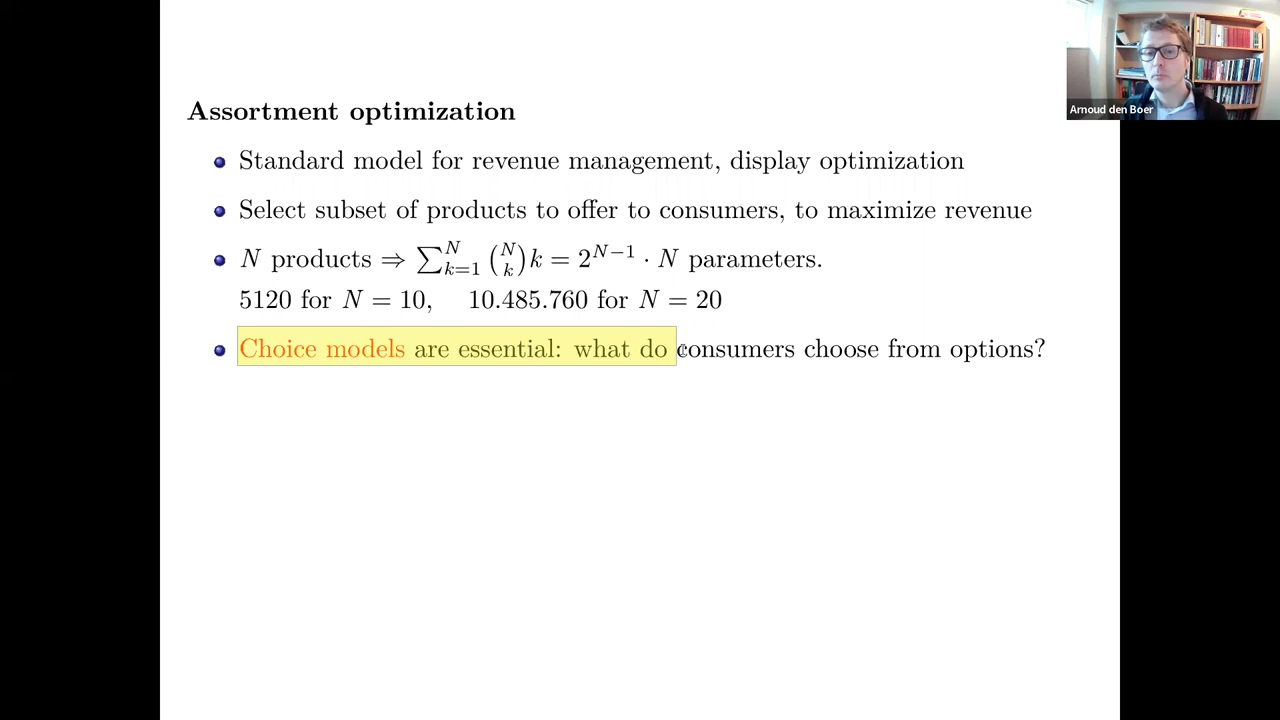 Arnoud den Boer
Assortment optimization
Standard model for revenue management, display optimization
Select subset of products to offer to consumers, to maximize revenue
N products ⇒ ∑_{k=1}^{N} \binom{N}{k} k = 2^{N−1} · N parameters.
5120 for N = 10, 10.485.760 for N = 20
Choice models are essential: what do consumers choose from options?